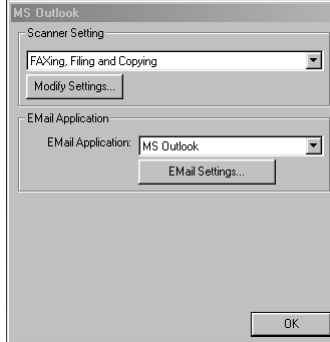 MS Outlook
Scanner Setting
FAXing, Filing and Copying
Modify Settings...
EMail Application
EMail Application: MS Outlook
EMail Settings...
OK